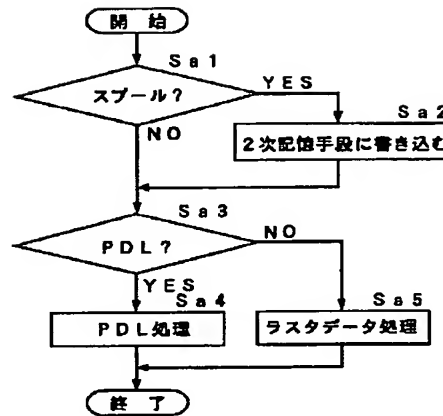 開 始
Sa1
スプール?
YES
Sa2
NO
2次記憶手段に書き込む
Sa3
PDL?
NO
YES
Sa4
Sa5
PDL処理
ラスタデータ処理
終 了